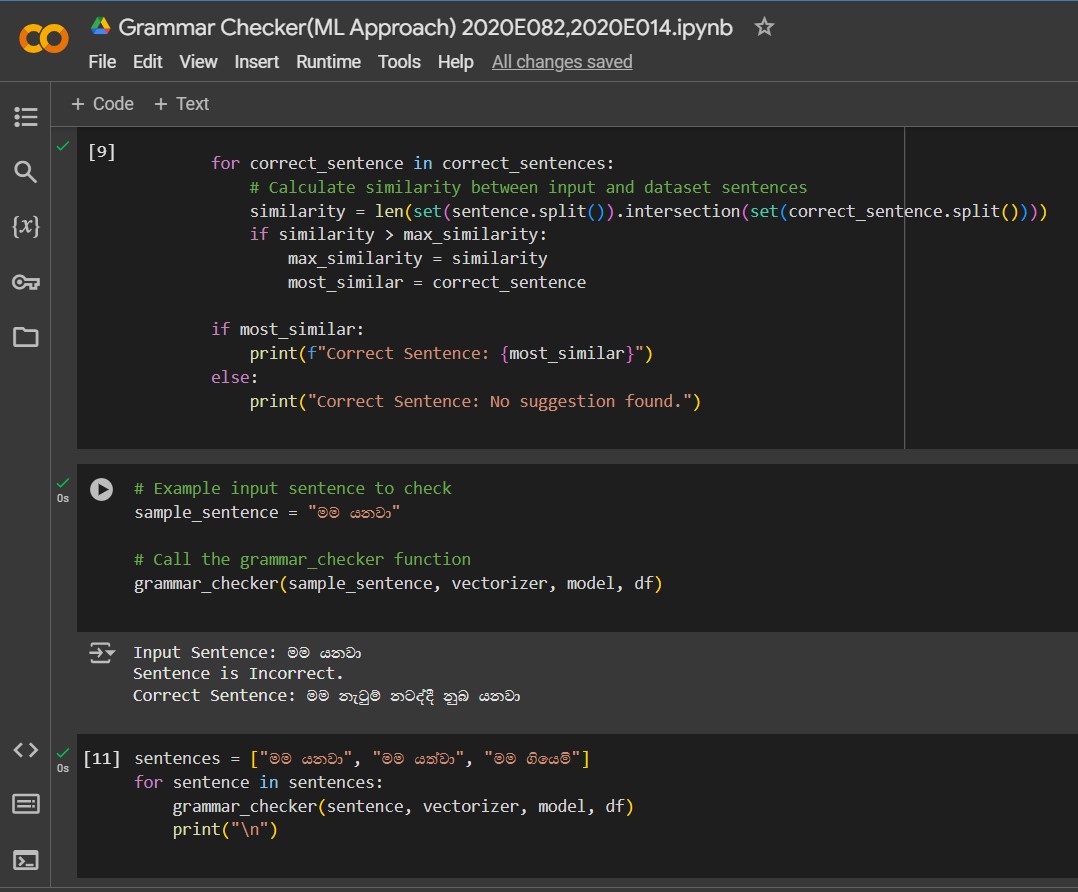 Grammar Checker(ML Approach) 2020E082,2020E014.ipynb
File Edit View Insert Runtime Tools Help All changes saved
+ Code + Text
[9]
for correct_sentence in correct_sentences:
# Calculate similarity between input and dataset sentences
similarity = len(set(sentence.split()).intersection(set(correct_sentence.split())))
if similarity > max_similarity:
max_similarity = similarity
most_similar = correct_sentence
if most_similar:
print(f"Correct Sentence: {most_similar}")
else:
print("Correct Sentence: No suggestion found.")
0s
# Example input sentence to check
sample_sentence = "මම යනවා"
# Call the grammar_checker function
grammar_checker(sample_sentence, vectorizer, model, df)
Input Sentence: මම යනවා
Sentence is Incorrect.
Correct Sentence: මම නැටුම් නටද්දී නුබ යනවා
0s
[11] sentences = ["මම යනවා", "මම යත්වා", "මම ගියෙමි"]
for sentence in sentences:
grammar_checker(sentence, vectorizer, model, df)
print("\n")